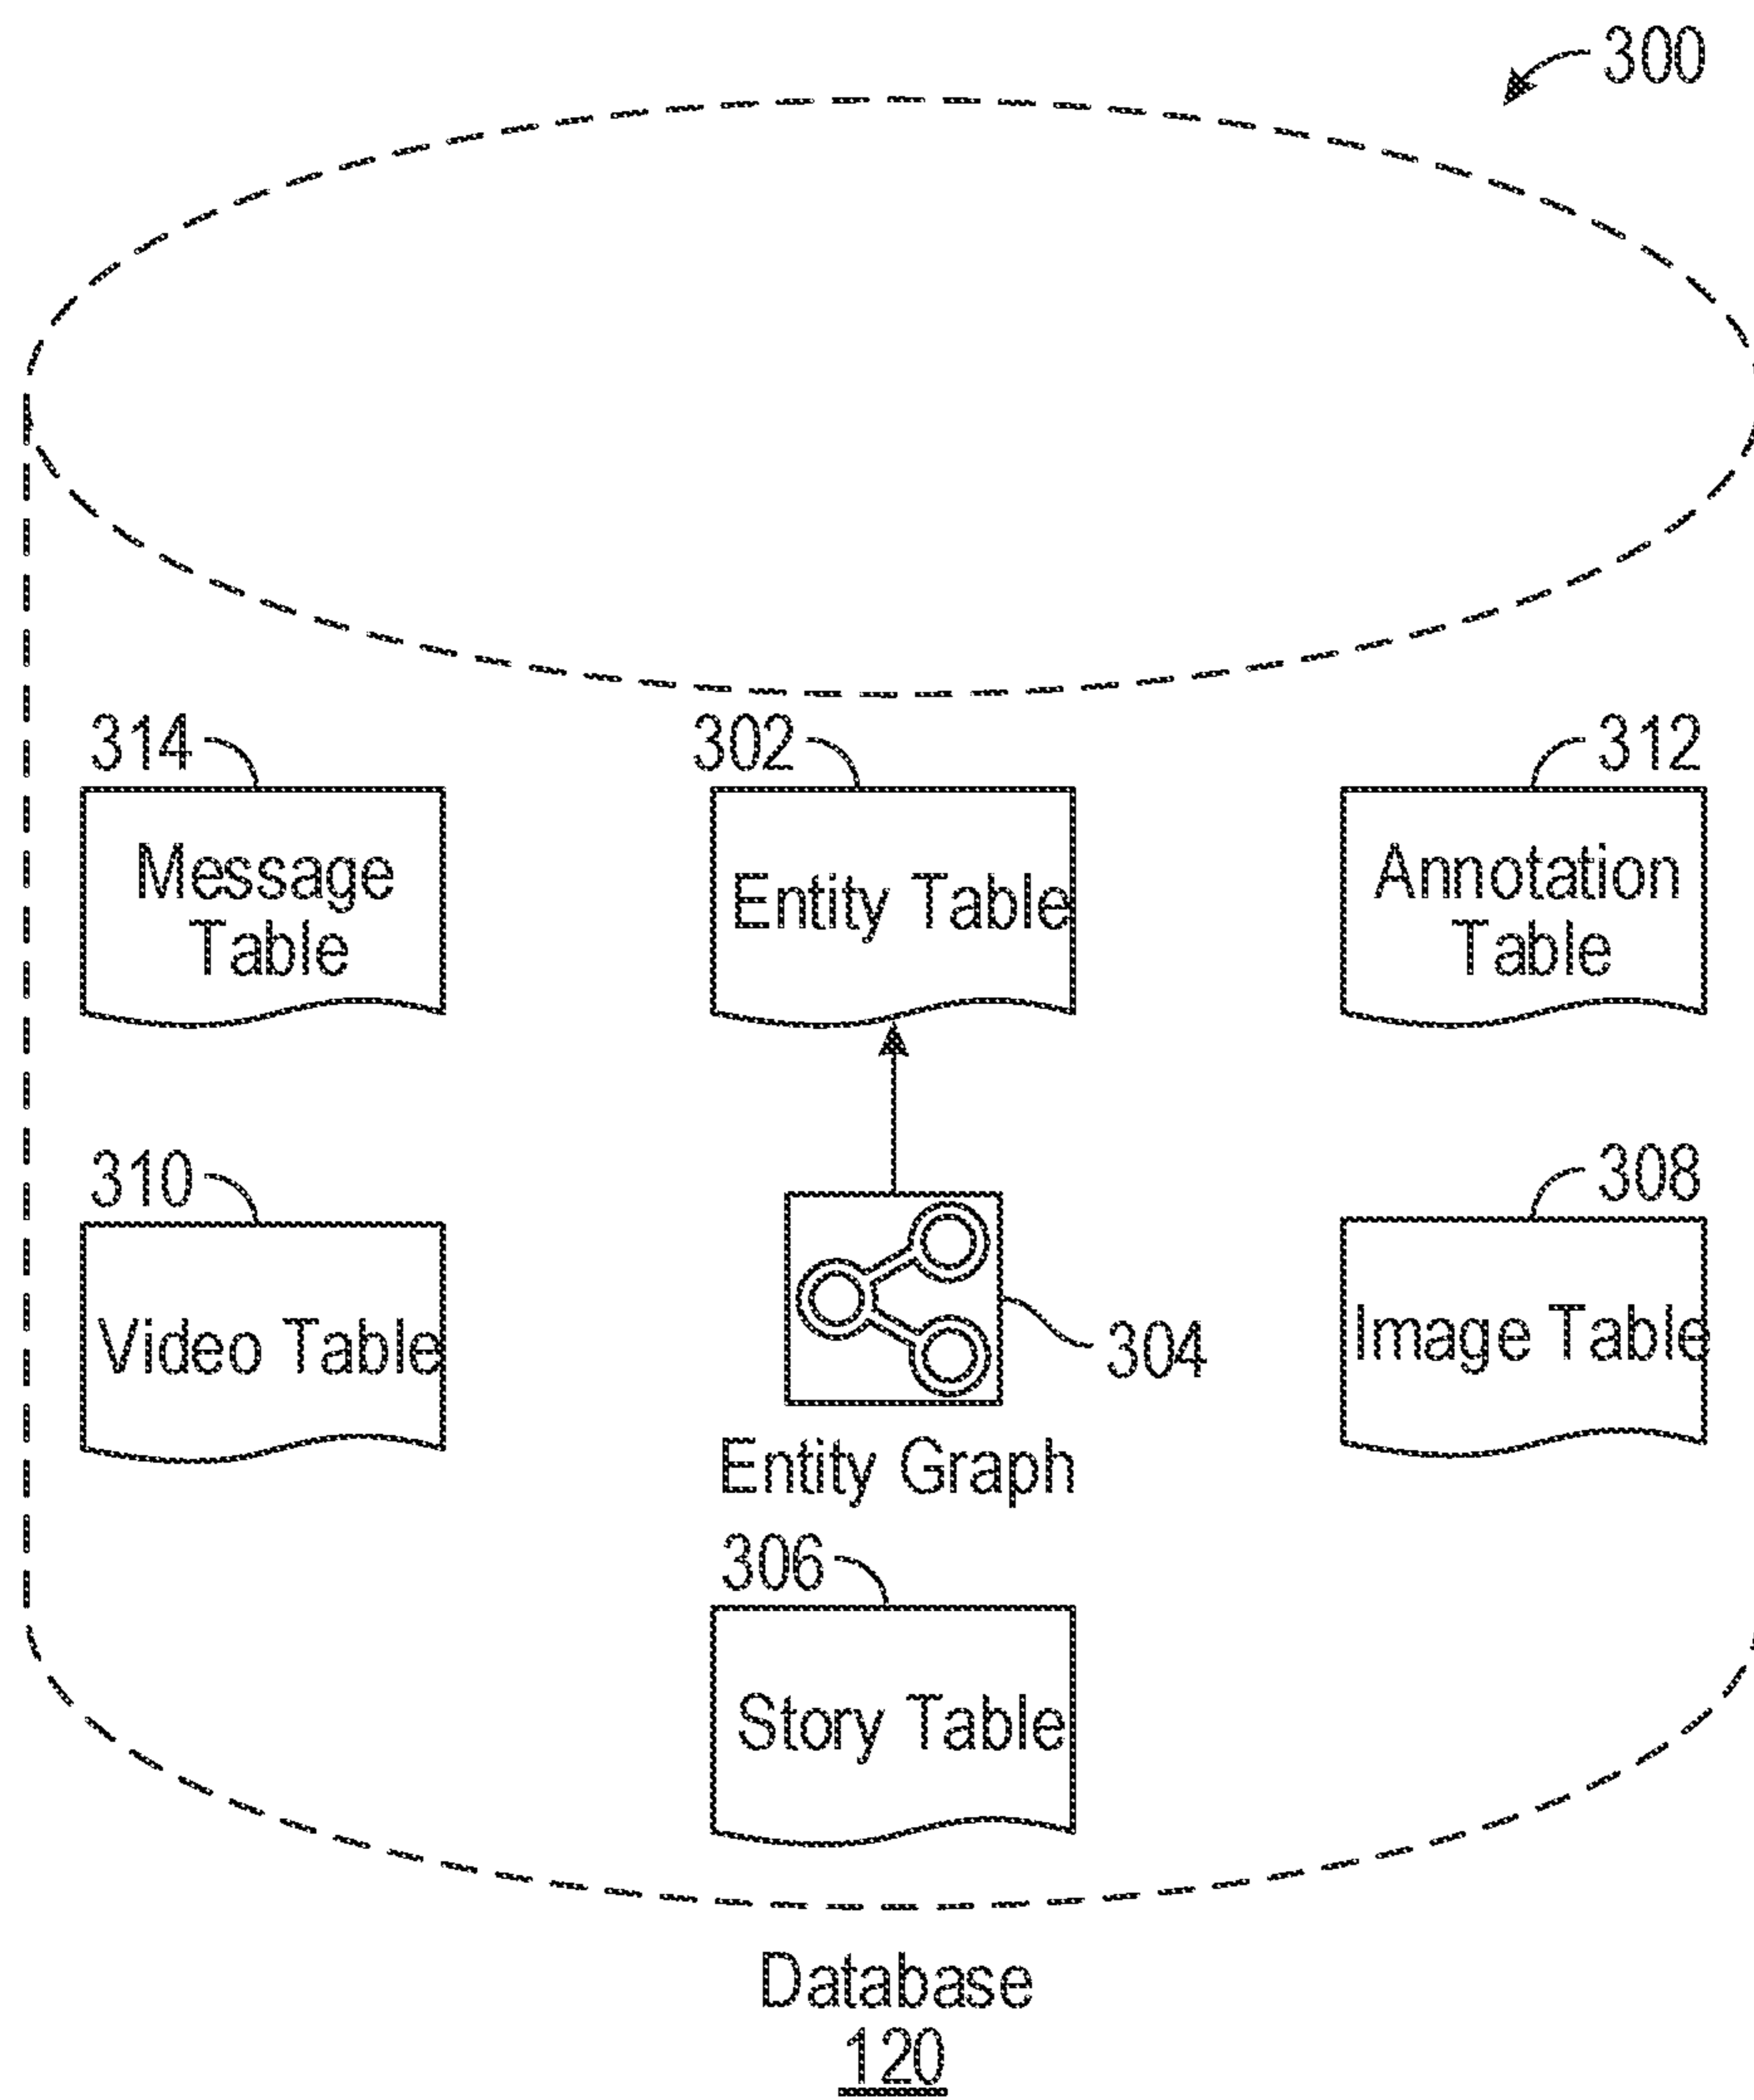 300
314
302
312
Message
Table
Entity Table
Annotation
Table
310
308
Video Table
304
Image Table
Entity Graph
306
Story Table
Database
120